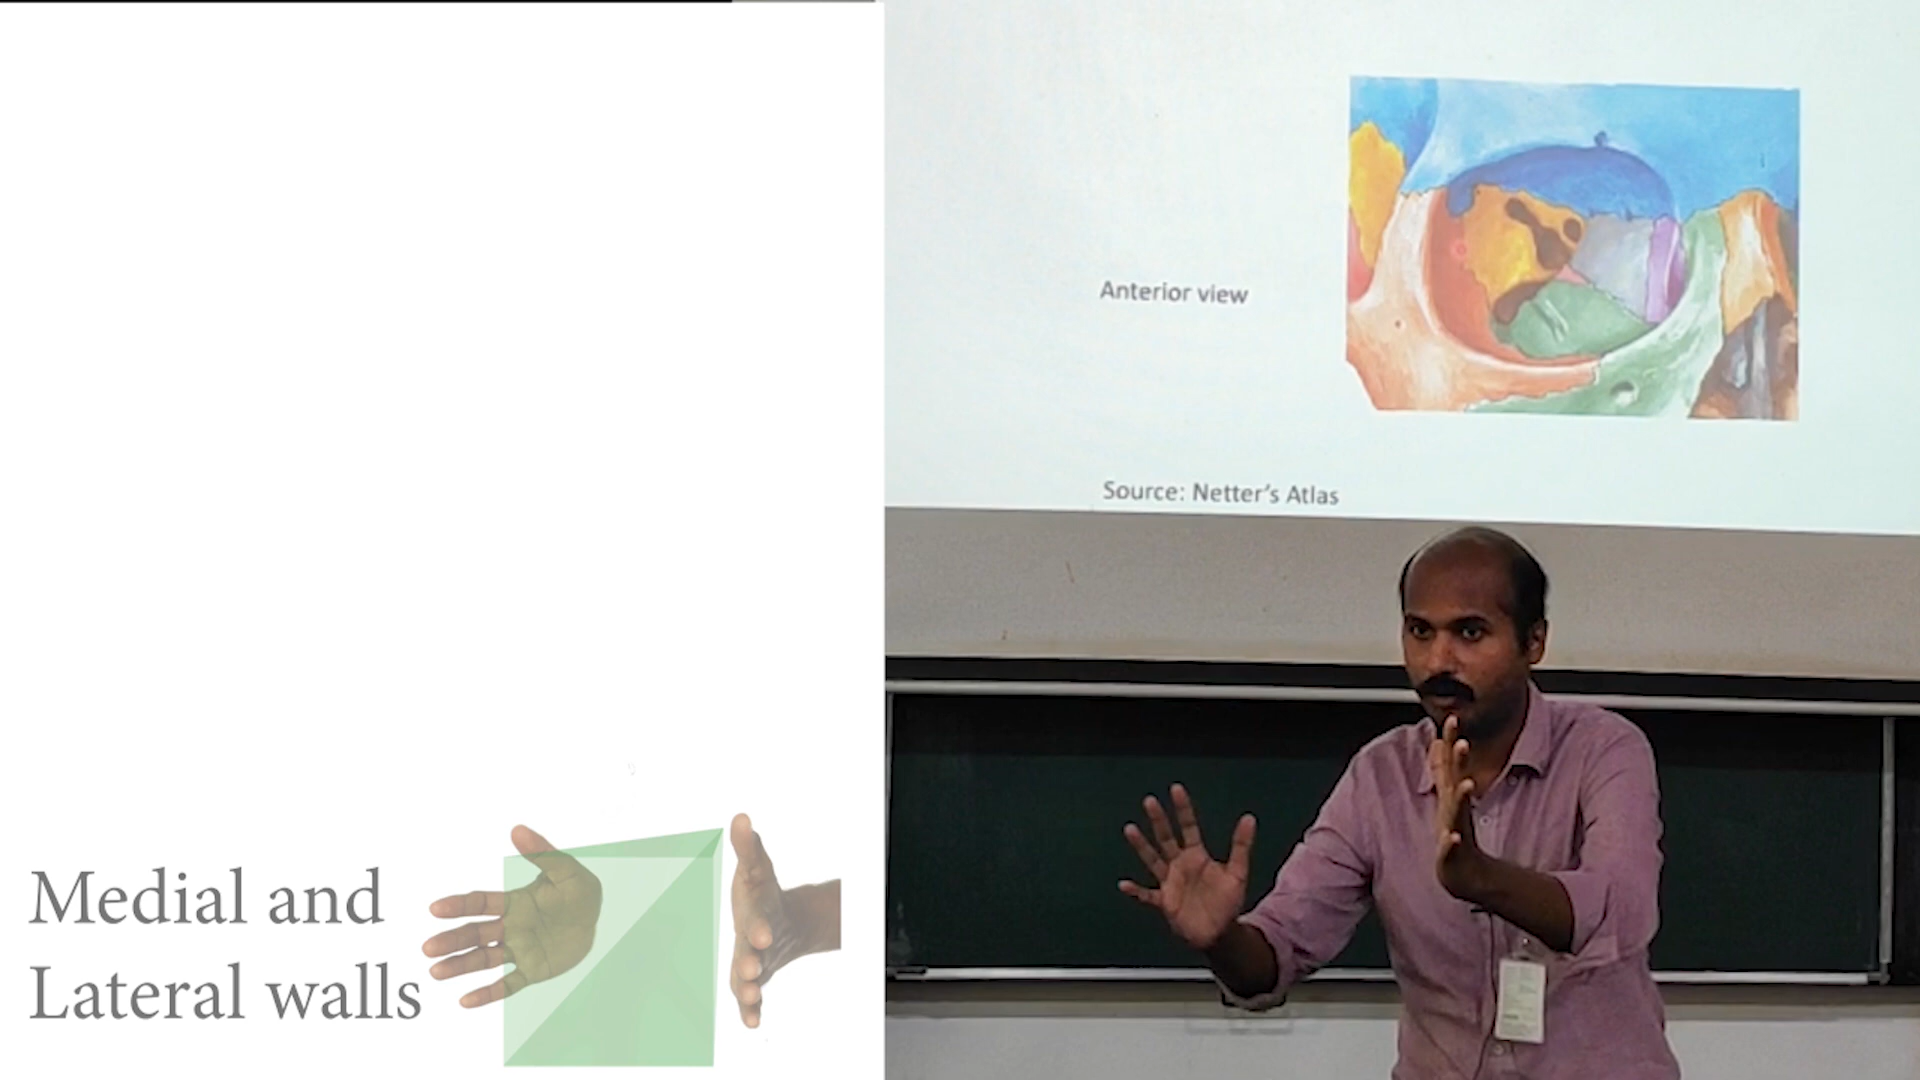 Medial and
Lateral walls
Anterior view
Source: Netter's Atlas